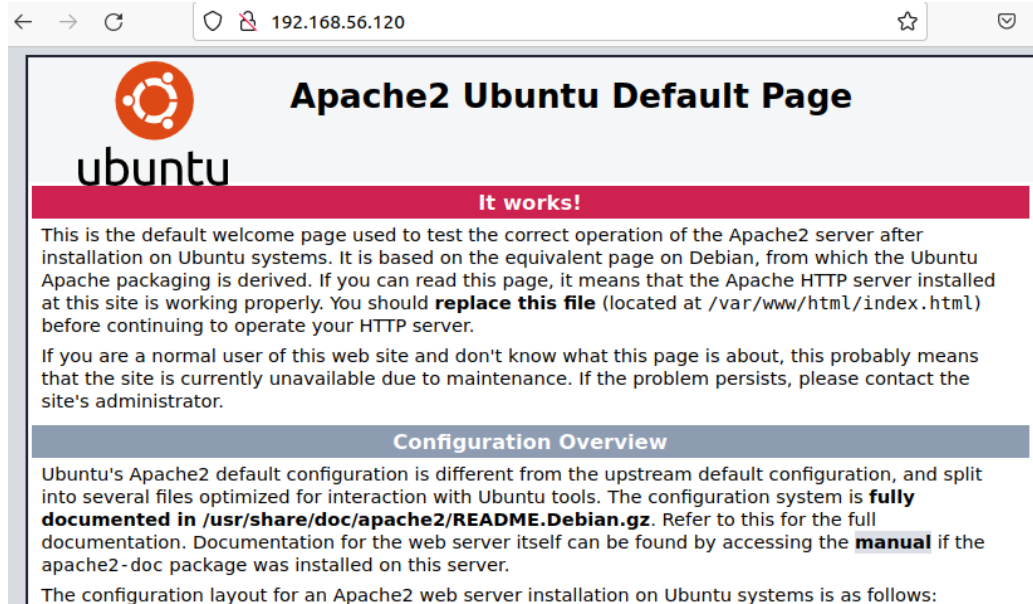 192.168.56.120
Apache2 Ubuntu Default Page
ubuntu
It works!
This is the default welcome page used to test the correct operation of the Apache2 server after
installation on Ubuntu systems. It is based on the equivalent page on Debian, from which the Ubuntu
Apache packaging is derived. If you can read this page, it means that the Apache HTTP server installed
at this site is working properly. You should replace this file (located at /var/www/html/index.html)
before continuing to operate your HTTP server.
If you are a normal user of this web site and don't know what this page is about, this probably means
that the site is currently unavailable due to maintenance. If the problem persists, please contact the
site's administrator.
Configuration Overview
Ubuntu's Apache2 default configuration is different from the upstream default configuration, and split
into several files optimized for interaction with Ubuntu tools. The configuration system is fully
documented in /usr/share/doc/apache2/README.Debian.gz. Refer to this for the full
documentation. Documentation for the web server itself can be found by accessing the manual if the
apache2-doc package was installed on this server.
The configuration layout for an Apache2 web server installation on Ubuntu systems is as follows: